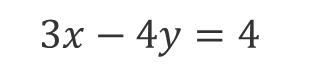 3x − 4y = 4